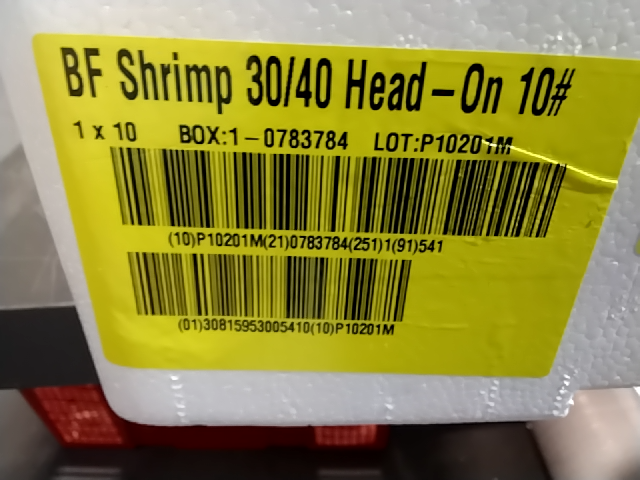 BF Shrimp 30/40 Head-On 10#
1 x 10 BOX:1-0783784 LOT:P10201M
(10)P10201M(21)0783784(251)1(91)541
(01)30815953005410(10)P10201M